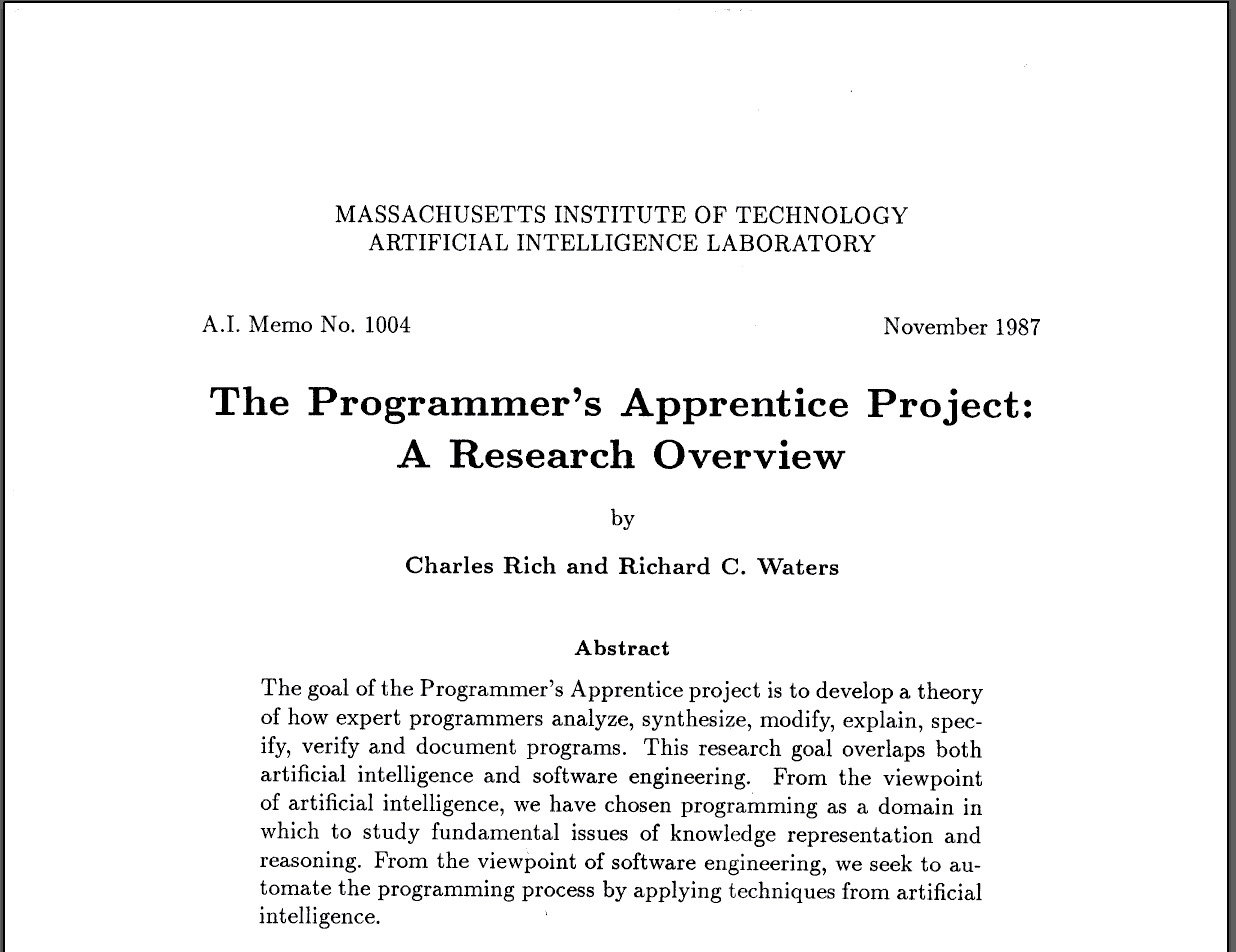 MASSACHUSETTS INSTITUTE OF TECHNOLOGY
ARTIFICIAL INTELLIGENCE LABORATORY
A.I. Memo No. 1004 November 1987
The Programmer's Apprentice Project:
A Research Overview
by
Charles Rich and Richard C. Waters
Abstract
The goal of the Programmer's Apprentice project is to develop a theory
of how expert programmers analyze, synthesize, modify, explain, spec-
ify, verify and document programs. This research goal overlaps both
artificial intelligence and software engineering. From the viewpoint
of artificial intelligence, we have chosen programming as a domain in
which to study fundamental issues of knowledge representation and
reasoning. From the viewpoint of software engineering, we seek to au-
tomate the programming process by applying techniques from artificial
intelligence.